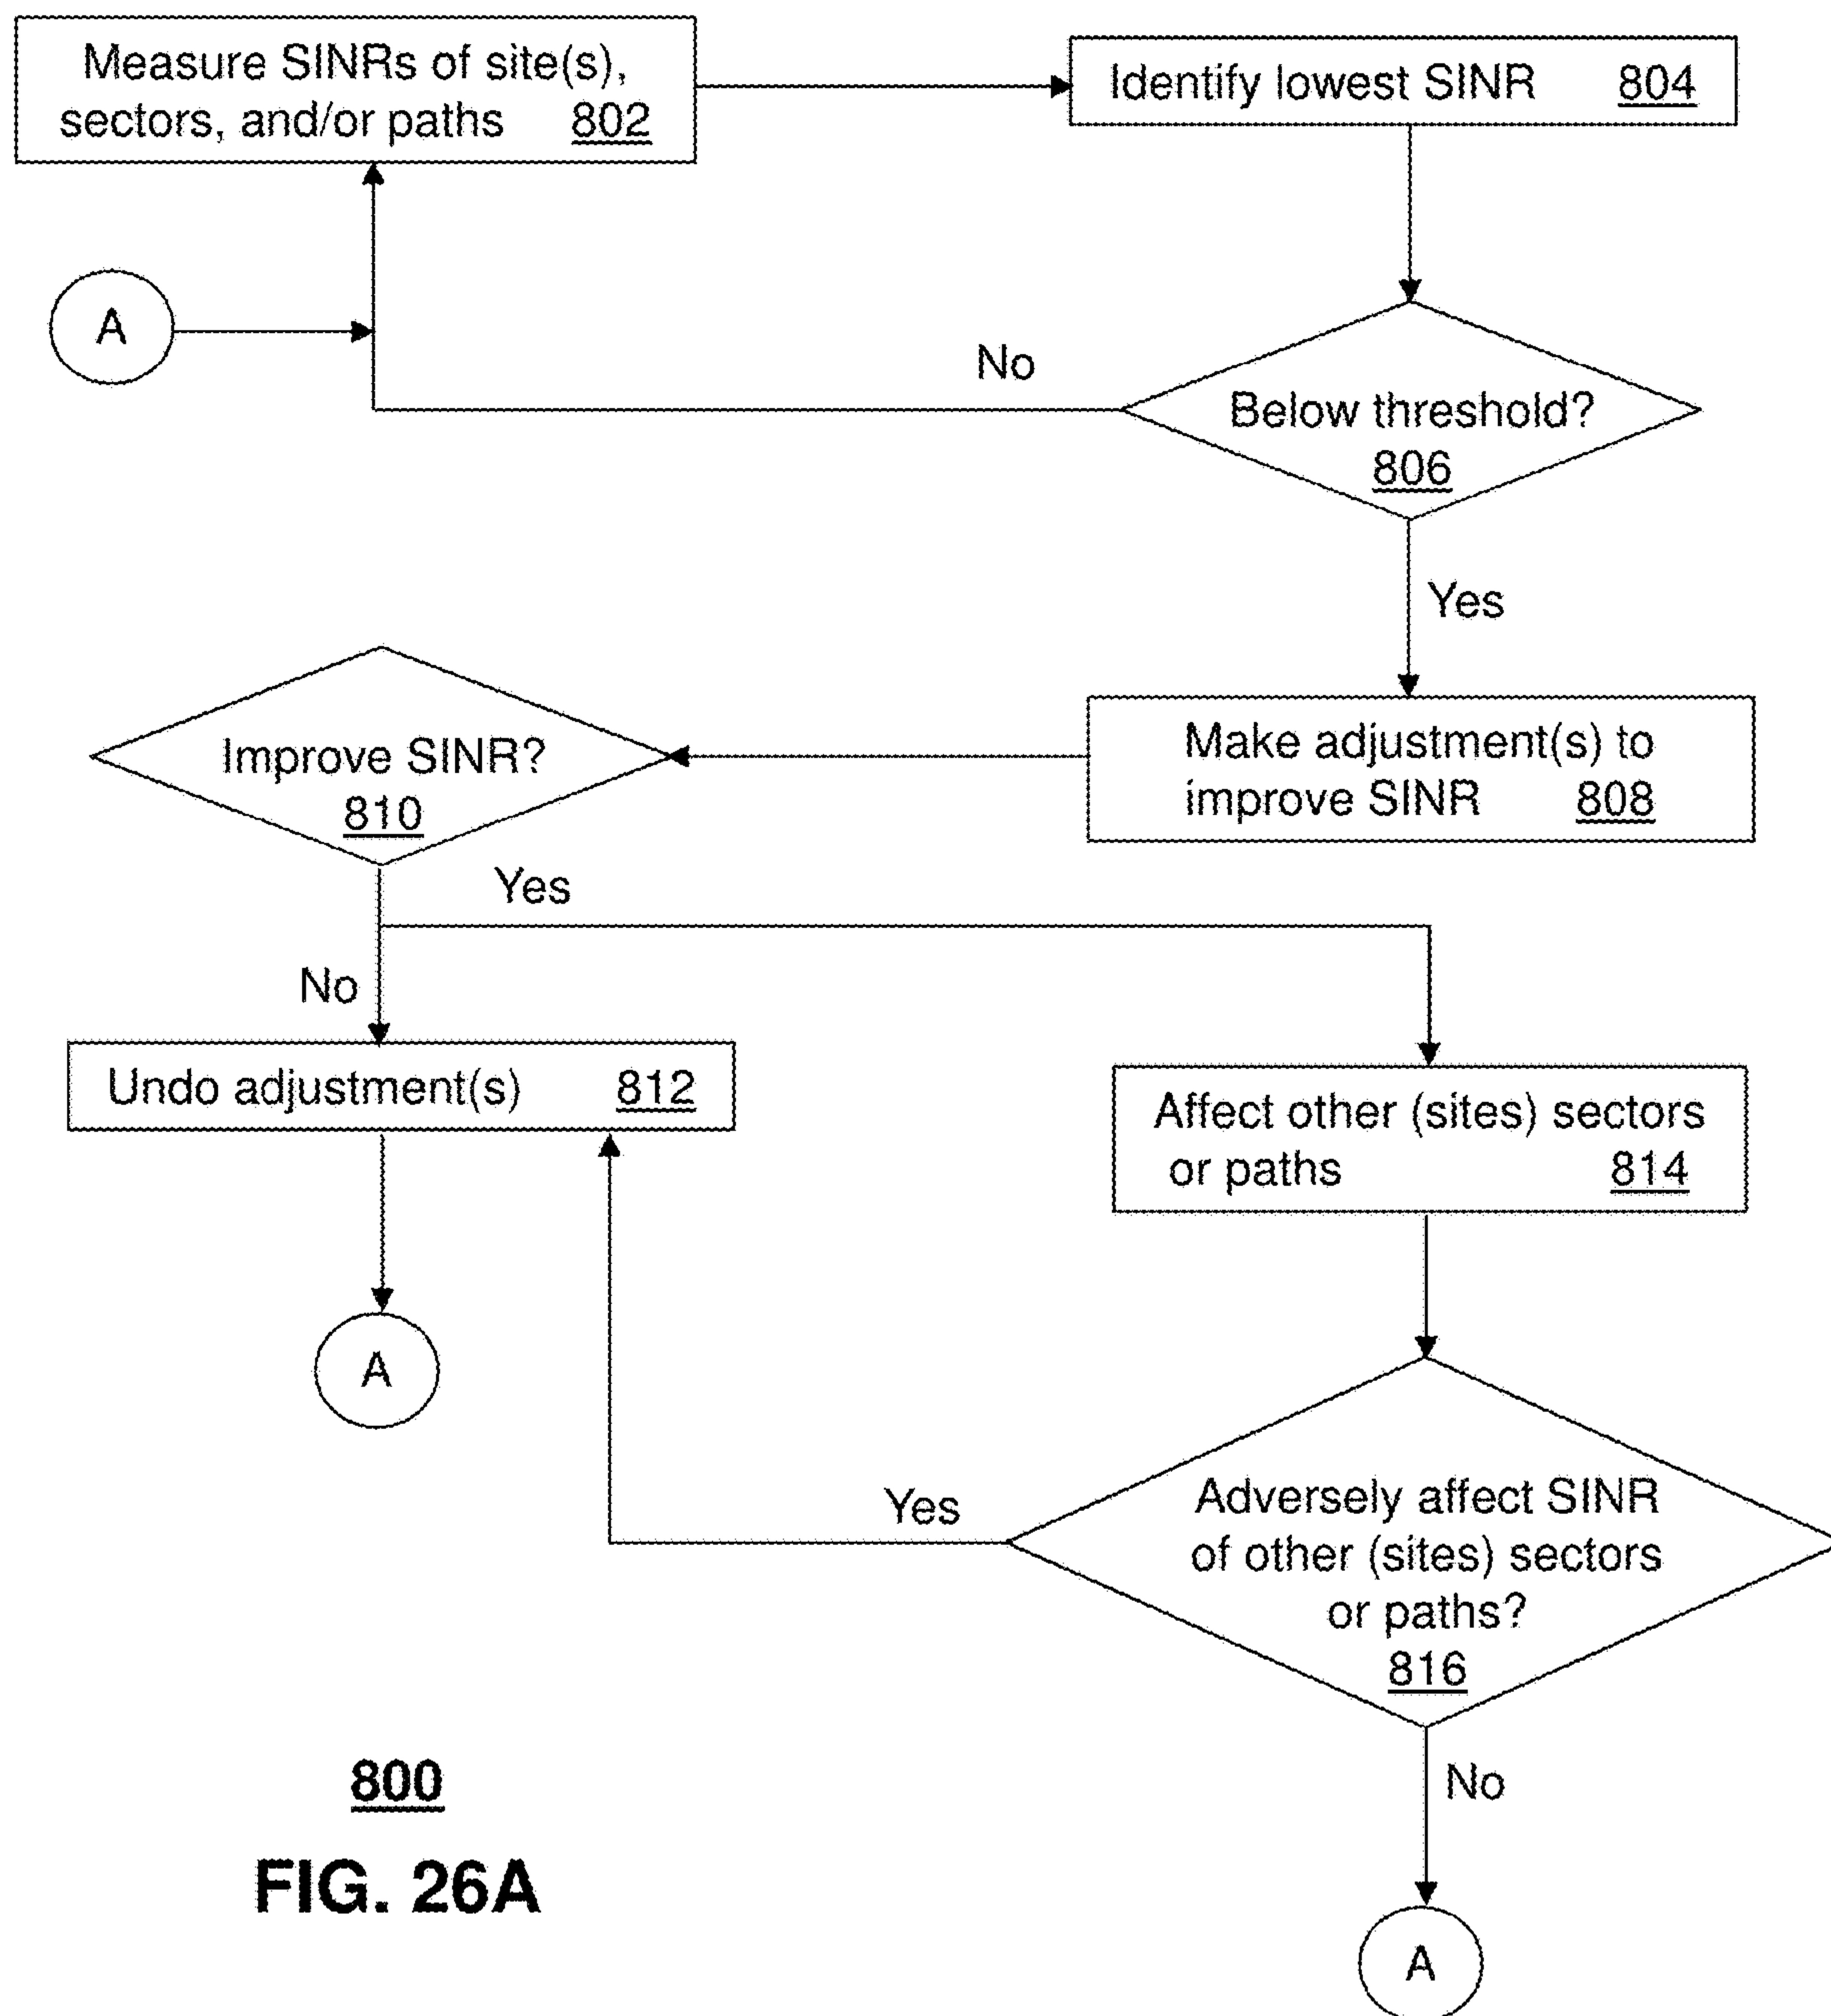 Measure SINRs of site(s),
sectors, and/or paths 802
Identify lowest SINR 804
A
No
Below threshold?
806
Yes
Improve SINR?
810
Make adjustment(s) to
improve SINR 808
Yes
No
Undo adjustment(s) 812
Affect other (sites) sectors
or paths 814
A
Yes
Adversely affect SINR
of other (sites) sectors
or paths?
816
800
No
FIG. 26A
A